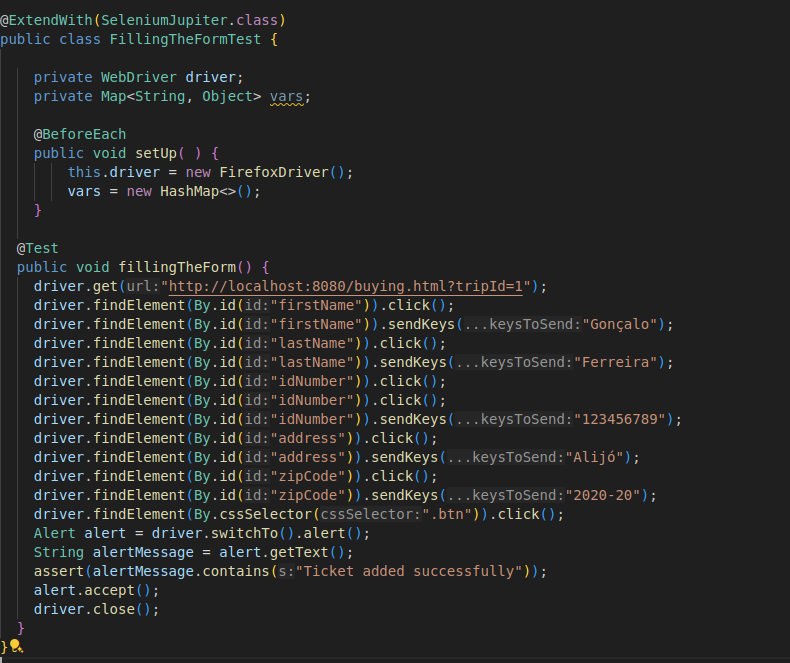 @ExtendWith(SeleniumJupiter.class)
public class FillingTheFormTest {
private WebDriver driver;
private Map<String, Object> vars;
@BeforeEach
public void setUp( ) {
this.driver = new FirefoxDriver();
vars = new HashMap<>();
}
@Test
public void fillingTheForm() {
driver.get(url:"http://localhost:8080/buying.html?tripId=1");
driver.findElement(By.id(id:"firstName")).click();
driver.findElement(By.id(id:"firstName")).sendKeys(...keysToSend:"Gonçalo");
driver.findElement(By.id(id:"lastName")).click();
driver.findElement(By.id(id:"lastName")).sendKeys(...keysToSend:"Ferreira");
driver.findElement(By.id(id:"idNumber")).click();
driver.findElement(By.id(id:"idNumber")).click();
driver.findElement(By.id(id:"idNumber")).sendKeys(...keysToSend:"123456789");
driver.findElement(By.id(id:"address")).click();
driver.findElement(By.id(id:"address")).sendKeys(...keysToSend:"Alijó");
driver.findElement(By.id(id:"zipCode")).click();
driver.findElement(By.id(id:"zipCode")).sendKeys(...keysToSend:"2020-20");
driver.findElement(By.cssSelector(cssSelector:".btn")).click();
Alert alert = driver.switchTo().alert();
String alertMessage = alert.getText();
assert(alertMessage.contains(s:"Ticket added successfully"));
alert.accept();
driver.close();
}
}